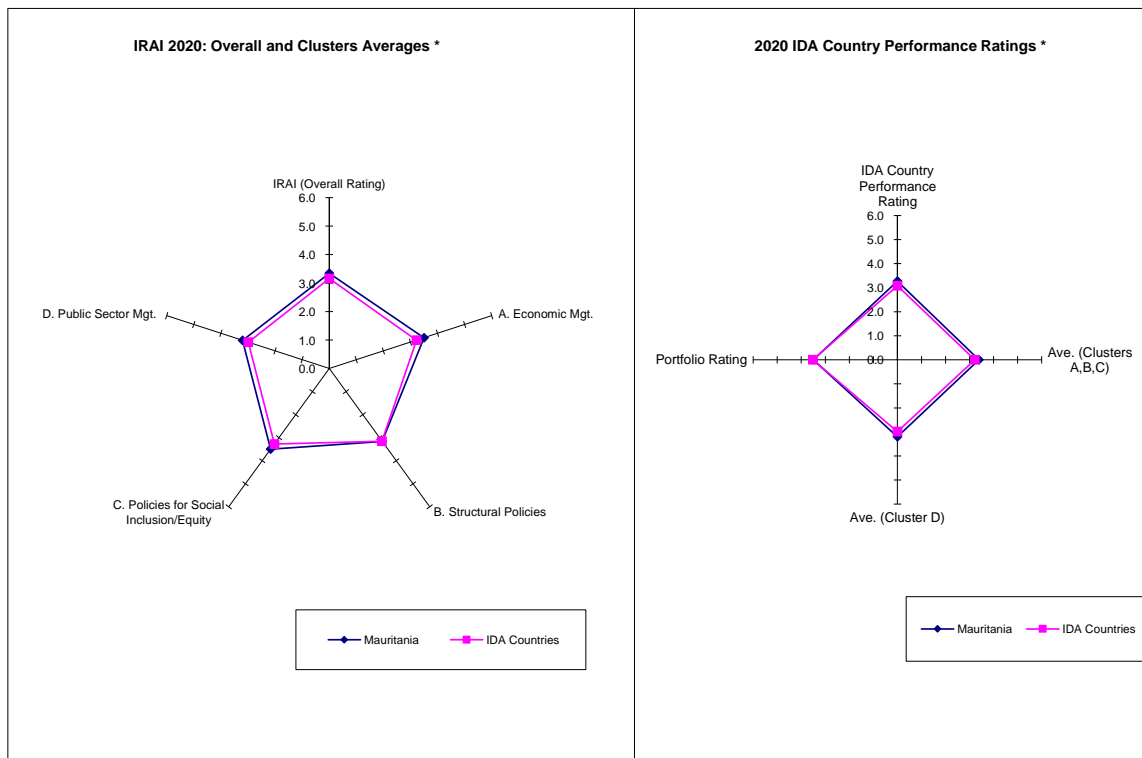 IRAI 2020: Overall and Clusters Averages *
IRAI (Overall Rating)
6.0
5.0
4.0
3.0
2.0
1.0
0.0
A. Economic Mgt.
B. Structural Policies
C. Policies for Social
Inclusion/Equity
D. Public Sector Mgt.
Mauritania
IDA Countries
2020 IDA Country Performance Ratings *
IDA Country
Performance
Rating
6.0
5.0
4.0
3.0
2.0
1.0
0.0
Ave. (Clusters
A,B,C)
Ave. (Cluster D)
Portfolio Rating
Mauritania
IDA Countries